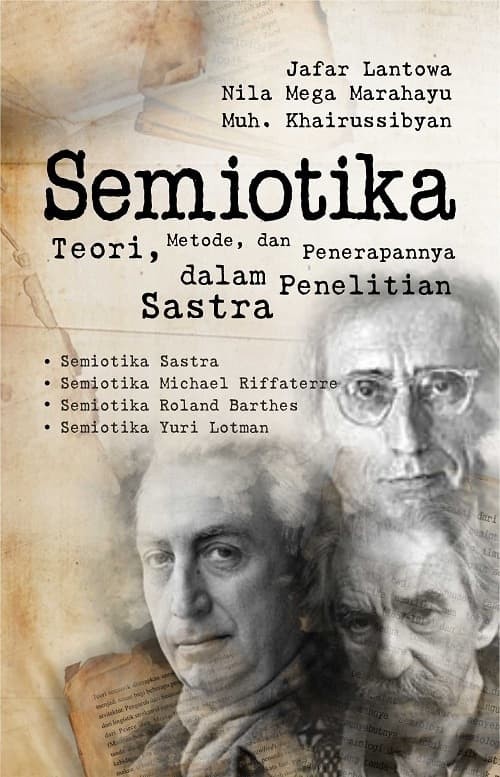 Jafar Lantowa
Nila Mega Marahayu
Muh. Khairussibyan
Semiotika
Teori, Metode, dan Penerapannya
dalam Penelitian
Sastra
• Semiotika Sastra
• Semiotika Michael Riffaterre
• Semiotika Roland Barthes
• Semiotika Yuri Lotman